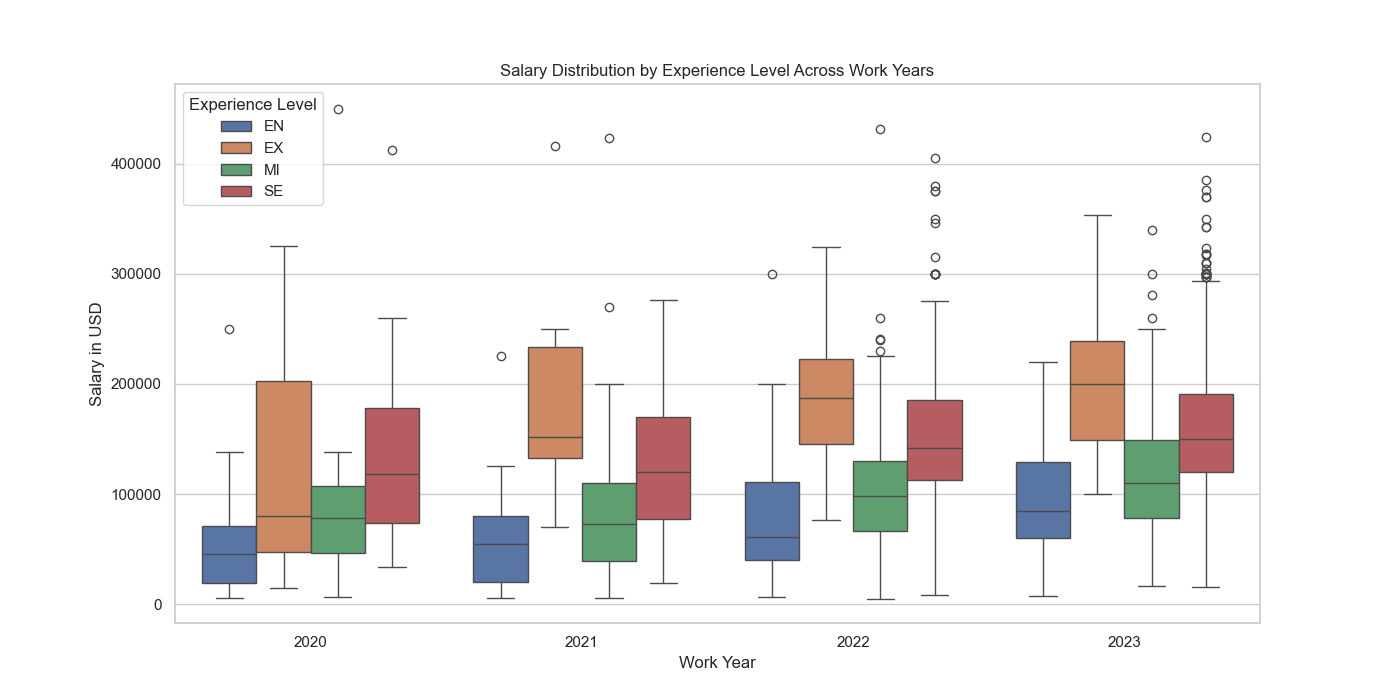 Salary Distribution by Experience Level Across Work Years
Experience Level
EN
EX
MI
SE
400000
300000
200000
100000
0
Salary in USD
2020 2021 2022 2023
Work Year